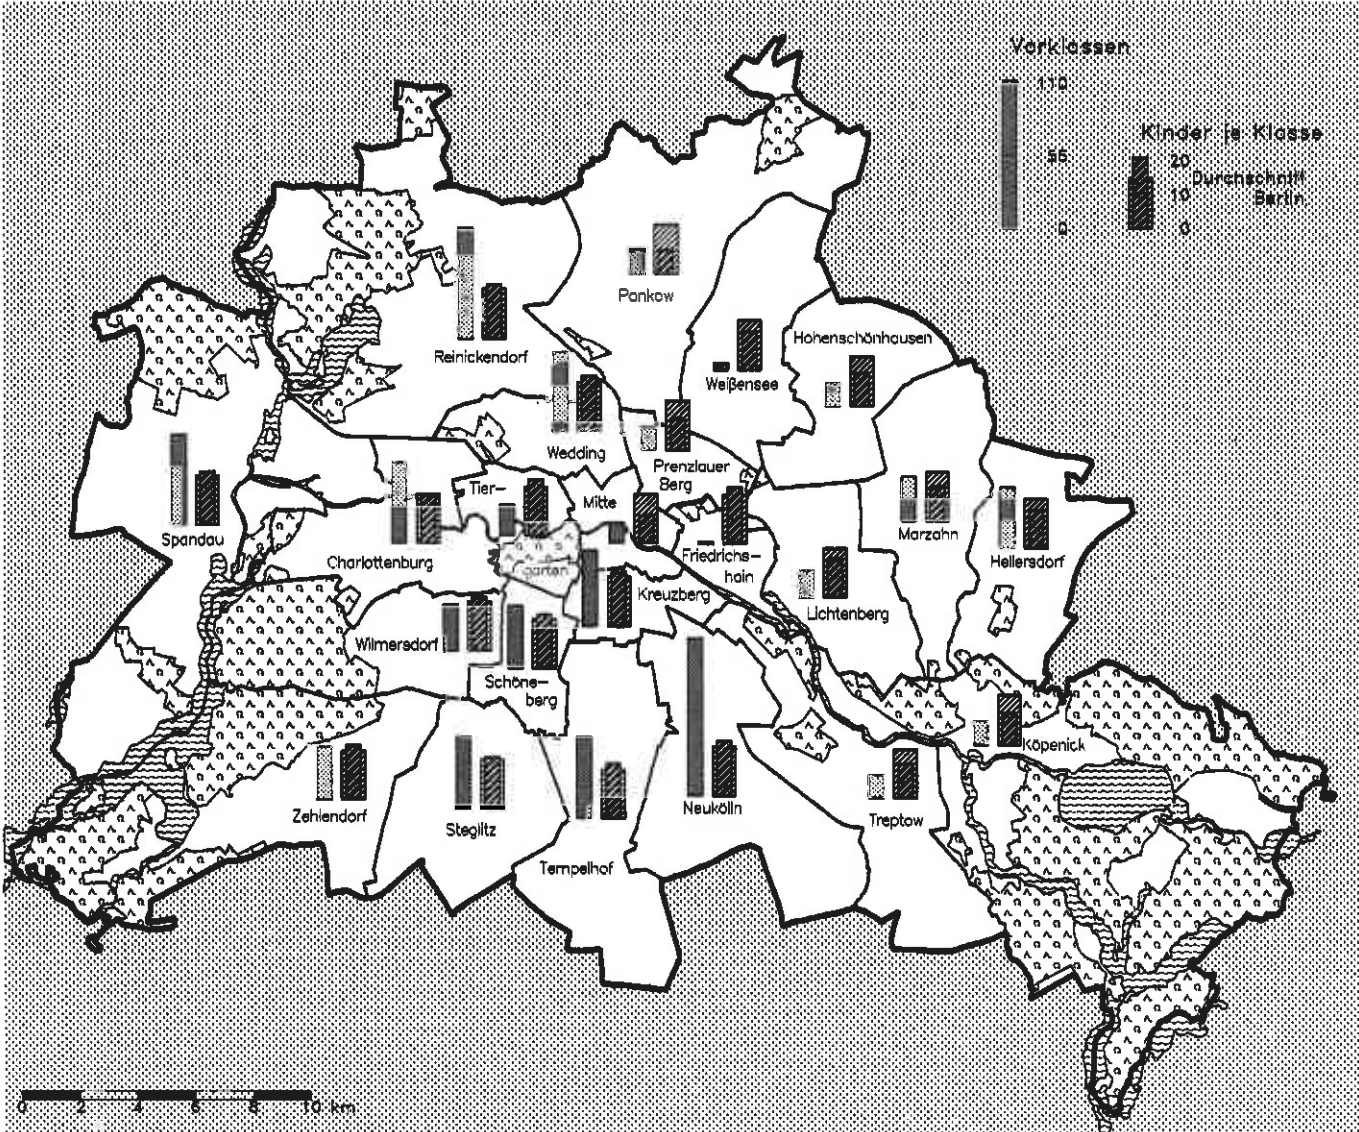 Vorklassen
110
55
0
Kinder je Klasse
20
Durchschnitt
10
Berlin
0
Pankow
Hohenschönhausen
Reinickendorf
Weißensee
Wedding
Prenzlauer
Berg
Tier-
Mitte
Spandau
Marzahn
Charlottenburg
Friedrichs-
hain
Hellersdorf
garten
Kreuzberg
Lichtenberg
Wilmersdorf
Schöne-
berg
Köpenick
Zehlendorf
Steglitz
Neukölln
Treptow
Tempelhof
0 2 4 6 8 10 km